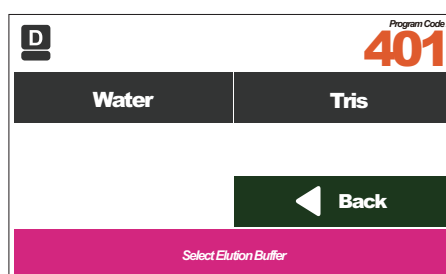 D
Program Code
401
Water Tris
Back
Select Elution Buffer